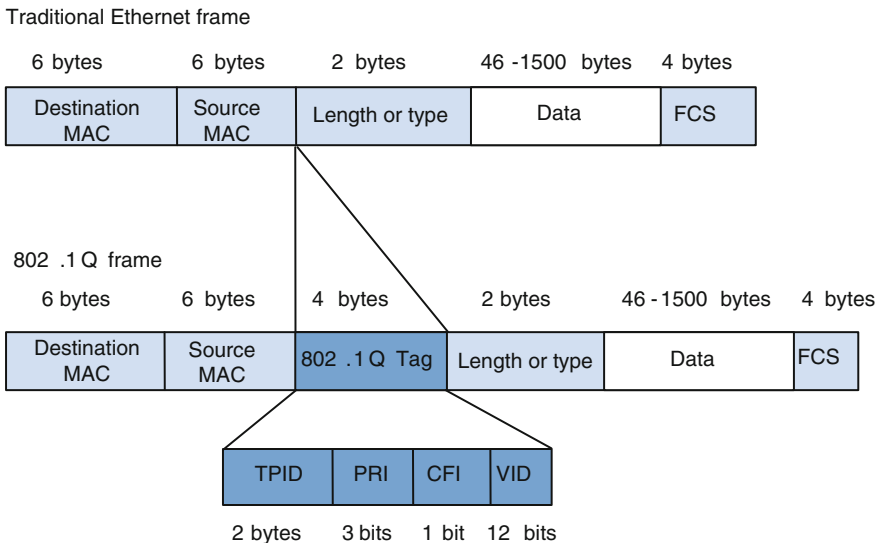 Traditional Ethernet frame
6 bytes 6 bytes 2 bytes 46 -1500 bytes 4 bytes
Destination MAC Source MAC Length or type Data FCS
802 .1 Q frame
6 bytes 6 bytes 4 bytes 2 bytes 46 -1500 bytes 4 bytes
Destination MAC Source MAC 802 .1 Q Tag Length or type Data FCS
TPID PRI CFI VID
2 bytes 3 bits 1 bit 12 bits